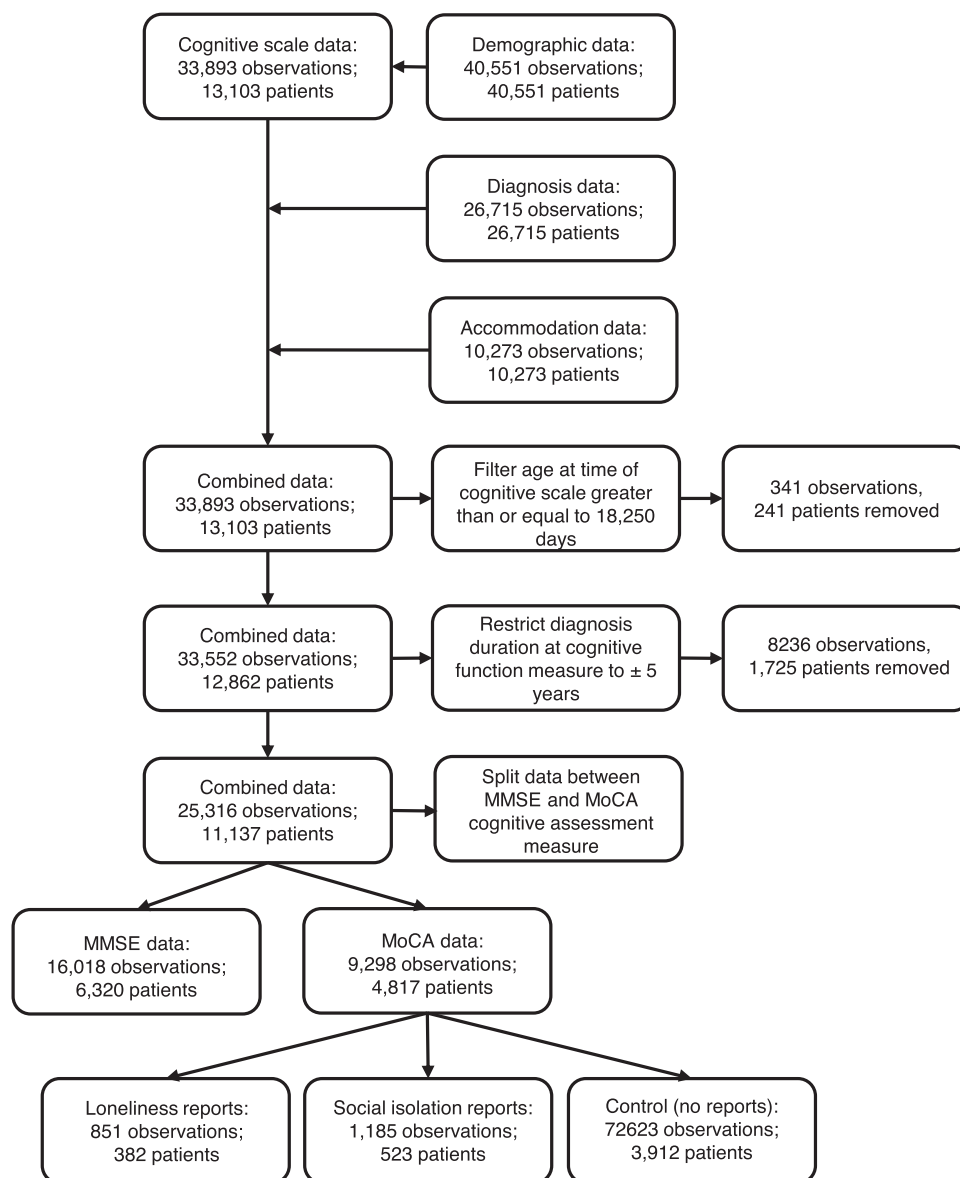 Cognitive scale data:
33,893 observations;
13,103 patients
Demographic data:
40,551 observations;
40,551 patients
Diagnosis data:
26,715 observations;
26,715 patients
Accommodation data:
10,273 observations;
10,273 patients
Combined data:
33,893 observations;
13,103 patients
Filter age at time of
cognitive scale greater
than or equal to 18,250
days
341 observations,
241 patients removed
Combined data:
33,552 observations;
12,862 patients
Restrict diagnosis
duration at cognitive
function measure to ± 5
years
8236 observations,
1,725 patients removed
Combined data:
25,316 observations;
11,137 patients
Split data between
MMSE and MoCA
cognitive assessment
measure
MMSE data:
16,018 observations;
6,320 patients
MoCA data:
9,298 observations;
4,817 patients
Loneliness reports:
851 observations;
382 patients
Social isolation reports:
1,185 observations;
523 patients
Control (no reports):
72623 observations;
3,912 patients